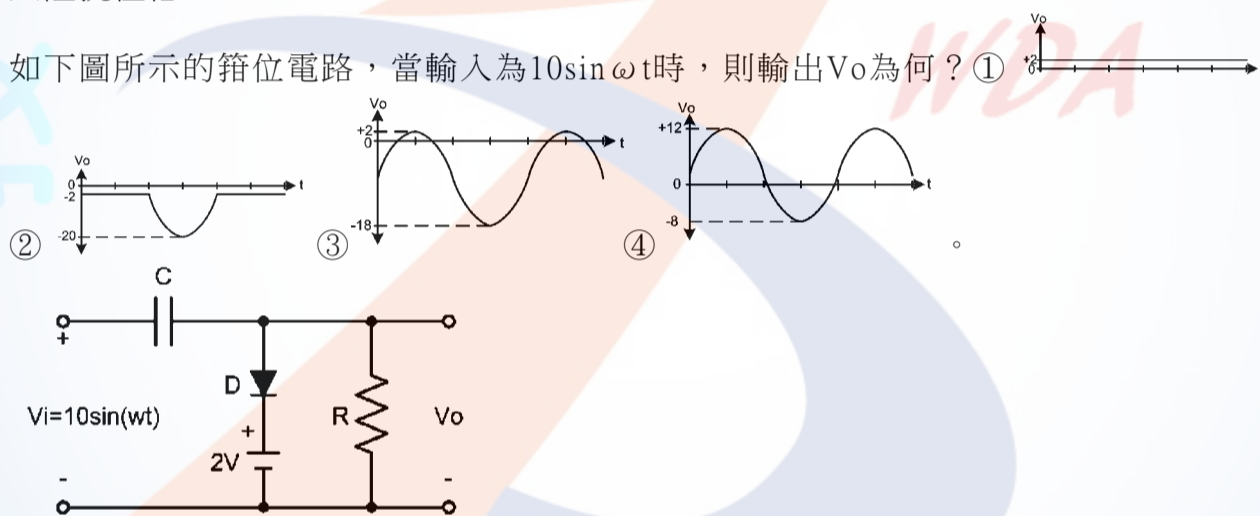 如下圖所示的箝位電路,當輸入為10sinωt時,則輸出Vo為何?① Vo +2 0
② Vo 0 -2 -20 t ③ Vo +2 0 -18 t ④ Vo +12 0 -8 t 。
C
+
D
Vi=10sin(wt) + R Vo
2V
- -
WDA